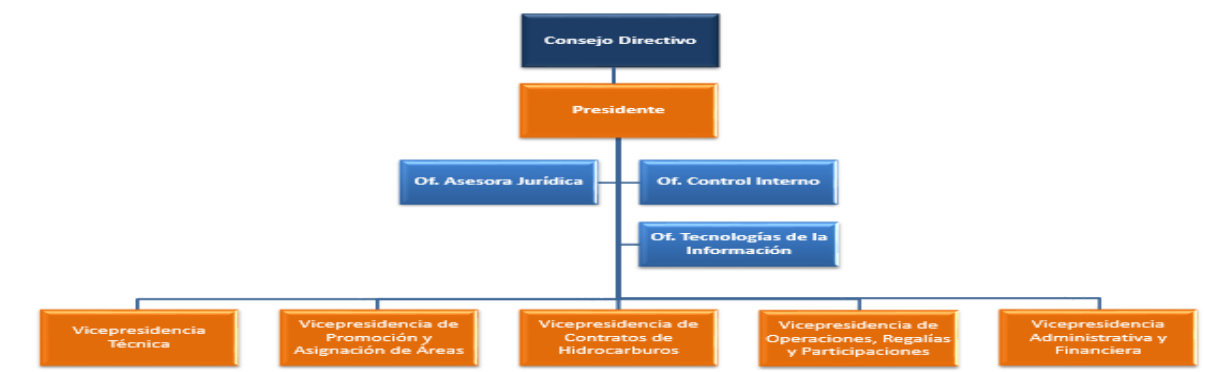 Consejo Directivo
Presidente
Of. Asesora Jurídica
Of. Control Interno
Of. Tecnologías de la
Información
Vicepresidencia
Técnica
Vicepresidencia de
Promoción y
Asignación de Áreas
Vicepresidencia de
Contratos de
Hidrocarburos
Vicepresidencia de
Operaciones, Regalías
y Participaciones
Vicepresidencia
Administrativa y
Financiera